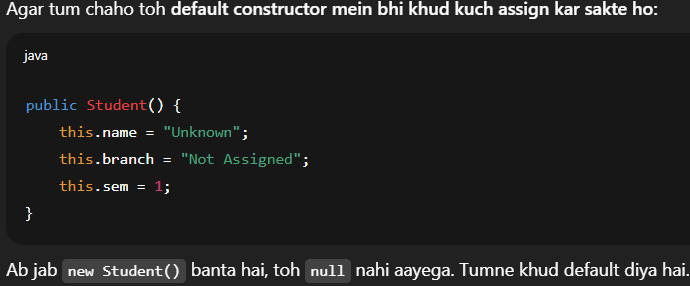 Agar tum chaho toh default constructor mein bhi khud kuch assign kar sakte ho:
java
public Student() {
    this.name = "Unknown";
    this.branch = "Not Assigned";
    this.sem = 1;
}
Ab jab new Student() banta hai, toh null nahi aayega. Tumne khud default diya hai.